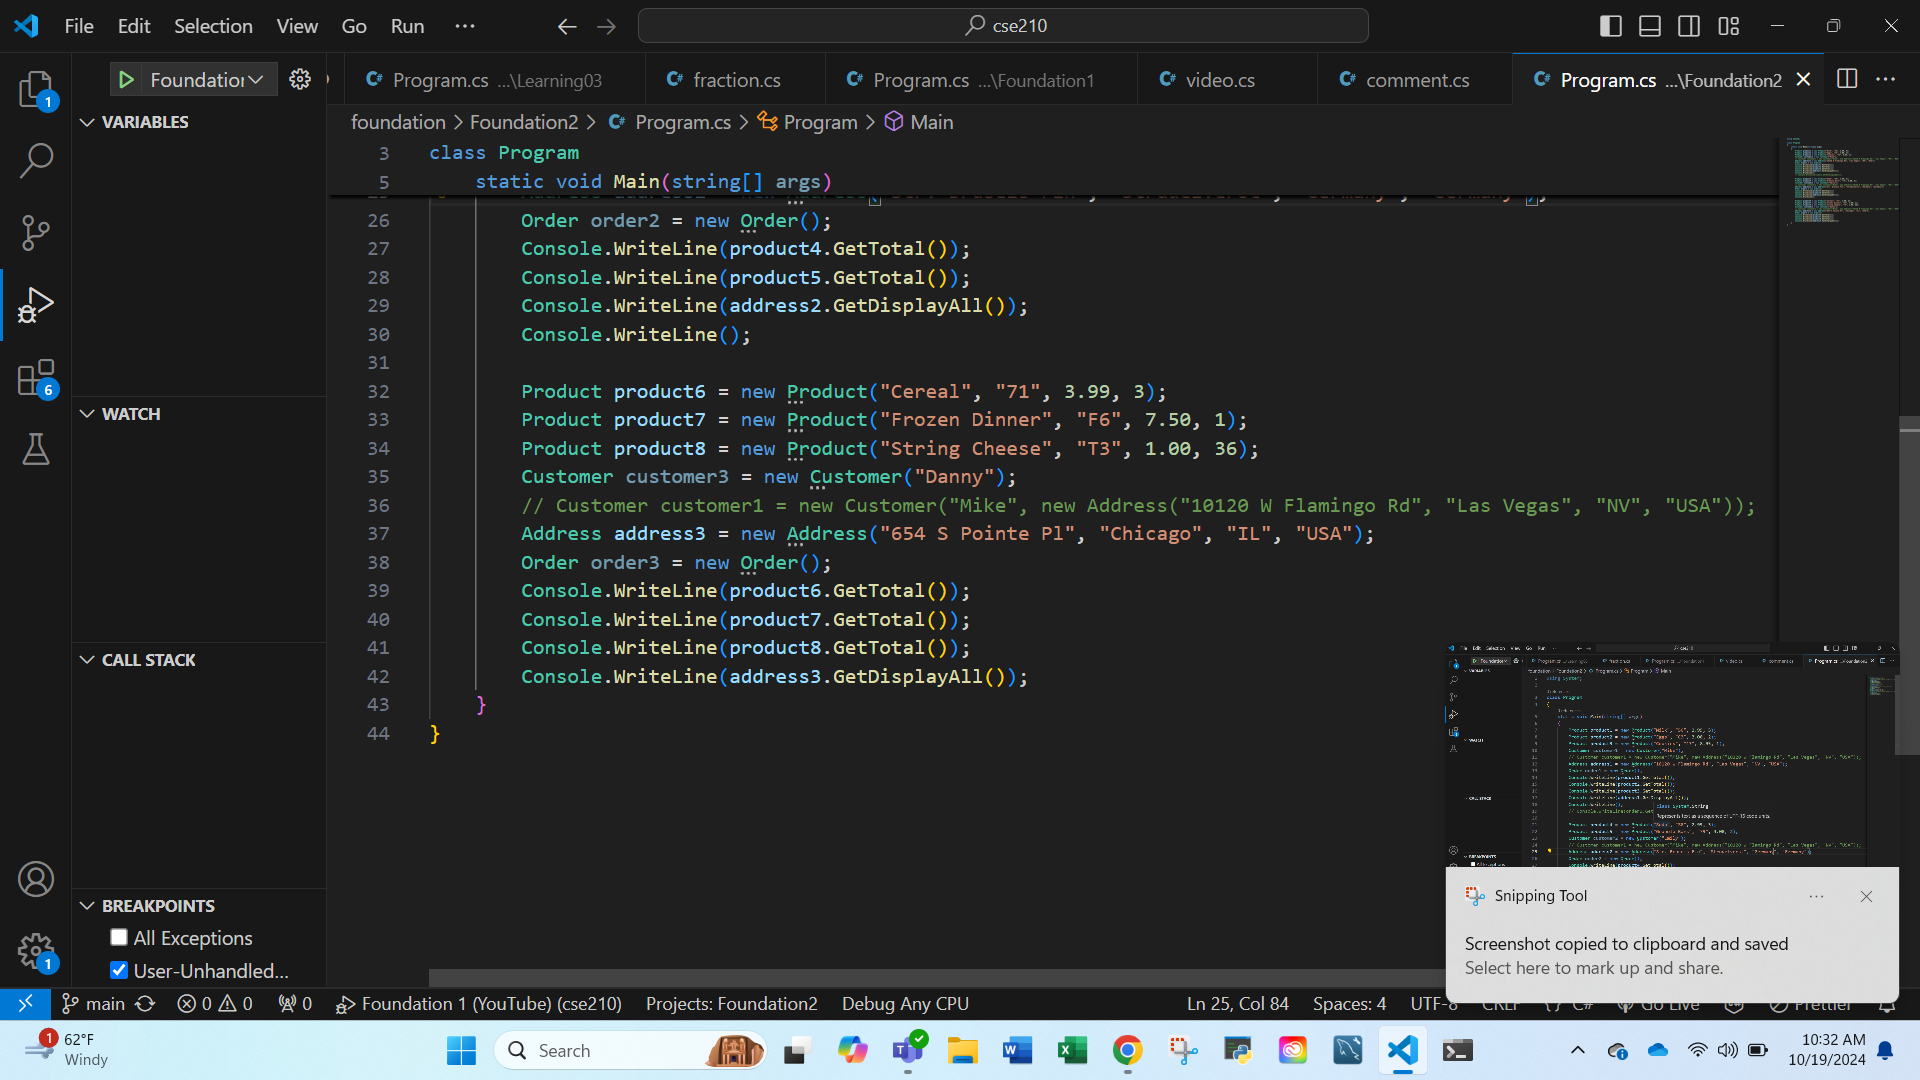 File Edit Selection View Go Run ···
cse210
Foundation
Program.cs ...\Learning03
fraction.cs
Program.cs ...\Foundation1
video.cs
comment.cs
Program.cs ...\Foundation2
VARIABLES
WATCH
CALL STACK
BREAKPOINTS
All Exceptions
User-Unhandled...
foundation > Foundation2 > Program.cs > Program > Main
3 class Program
5 static void Main(string[] args)
26 Order order2 = new Order();
27 Console.WriteLine(product4.GetTotal());
28 Console.WriteLine(product5.GetTotal());
29 Console.WriteLine(address2.GetDisplayAll());
30 Console.WriteLine();
31
32 Product product6 = new Product("Cereal", "71", 3.99, 3);
33 Product product7 = new Product("Frozen Dinner", "F6", 7.50, 1);
34 Product product8 = new Product("String Cheese", "T3", 1.00, 36);
35 Customer customer3 = new Customer("Danny");
36 // Customer customer1 = new Customer("Mike", new Address("10120 W Flamingo Rd", "Las Vegas", "NV", "USA"));
37 Address address3 = new Address("654 S Pointe Pl", "Chicago", "IL", "USA");
38 Order order3 = new Order();
39 Console.WriteLine(product6.GetTotal());
40 Console.WriteLine(product7.GetTotal());
41 Console.WriteLine(product8.GetTotal());
42 Console.WriteLine(address3.GetDisplayAll());
43 }
44 }
Snipping Tool
Screenshot copied to clipboard and saved
Select here to mark up and share.
main 0 0 0 Foundation 1 (YouTube) (cse210) Projects: Foundation2 Debug Any CPU Ln 25, Col 84 Spaces: 4 UTF-8 CRLF {} C# Go Live Prettier
62°F
Windy
Search
10:32 AM
10/19/2024